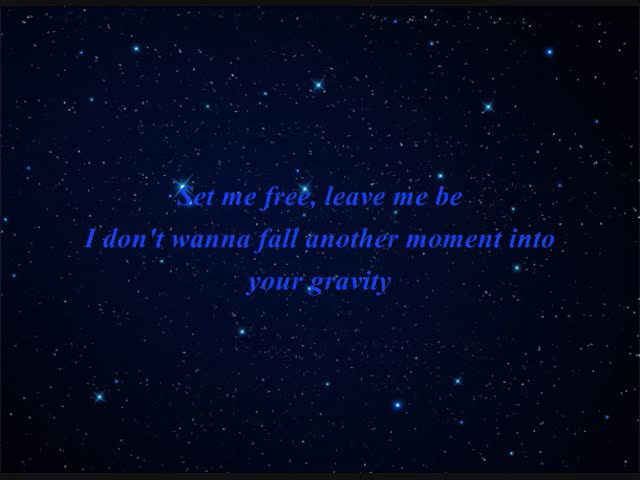 Set me free, leave me be
I don't wanna fall another moment into
your gravity